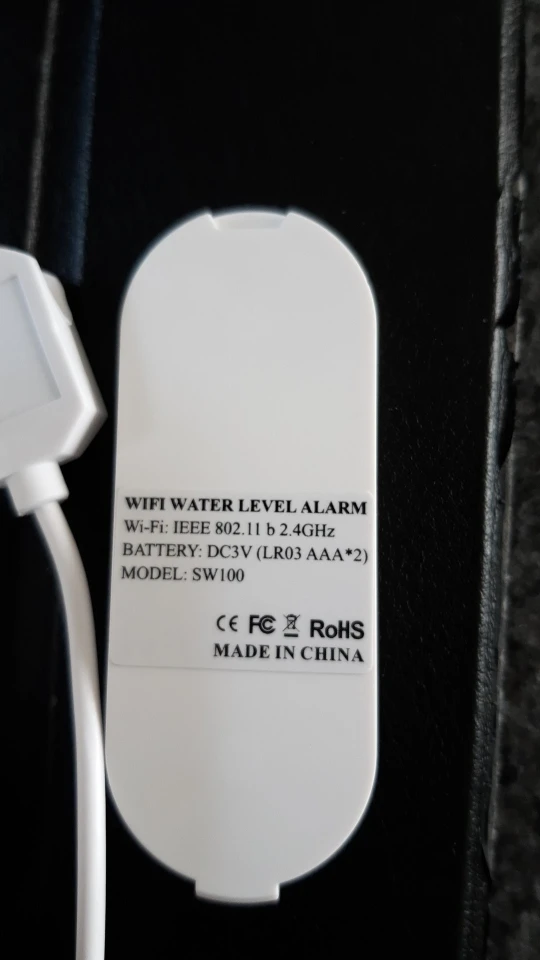 WIFI WATER LEVEL ALARM
Wi-Fi: IEEE 802.11 b 2.4GHz
BATTERY: DC3V (LR03 AAA*2)
MODEL: SW100
CE FC RoHS
MADE IN CHINA